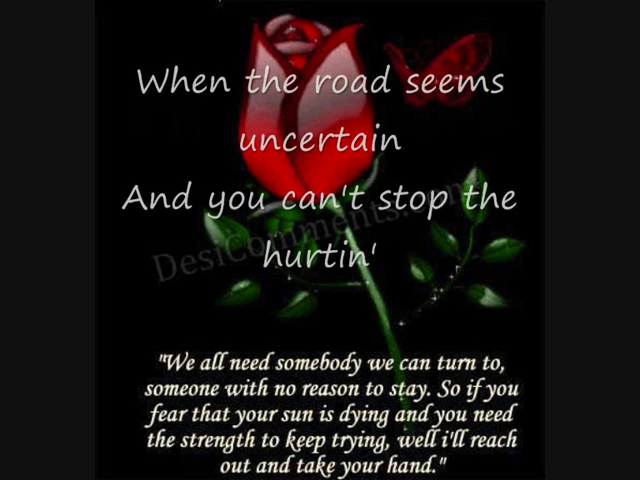 When the road seems
uncertain
And you can't stop the
hurtin'
DesiComments.com
"We all need somebody we can turn to,
someone with no reason to stay. So if you
fear that your sun is dying and you need
the strength to keep trying, well i'll reach
out and take your hand."